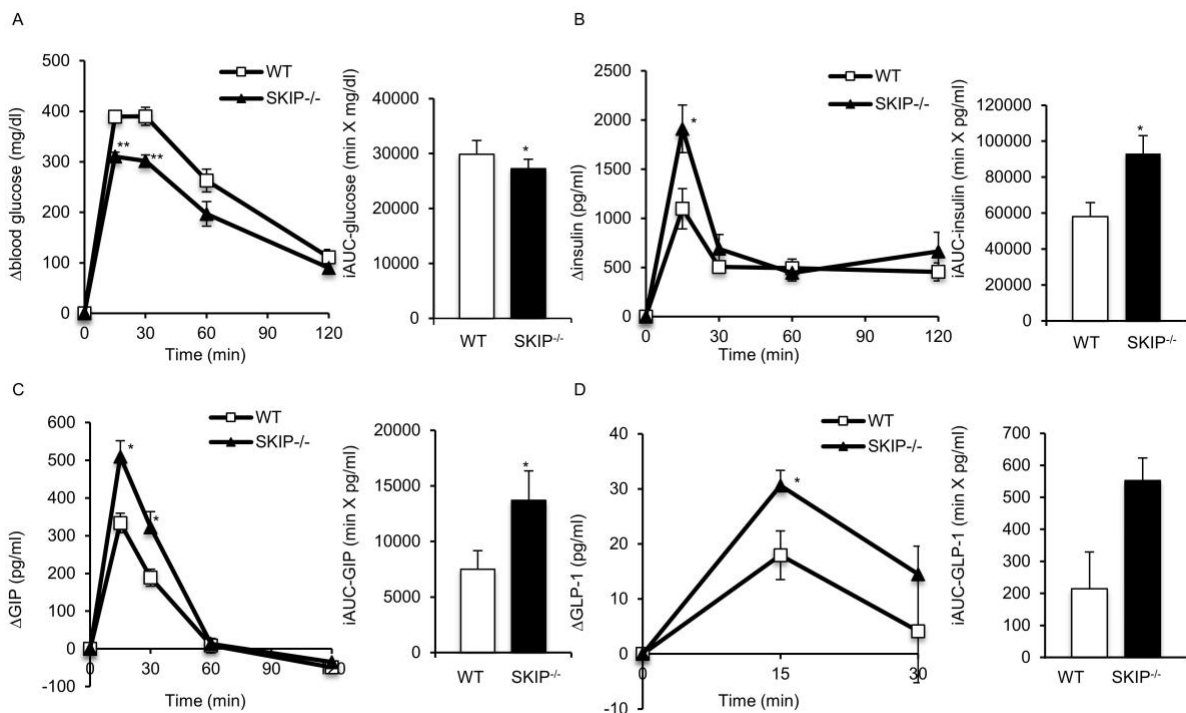 A
WT
SKIP-/-
Δblood glucose (mg/dl)
500
400
300
200
100
0
**
**
0 30 60 90 120
Time (min)
iAUC-glucose (min X mg/dl)
40000
30000
20000
10000
0
*
WT SKIP-/-
B
WT
SKIP-/-
Δinsulin (pg/ml)
2500
2000
1500
1000
500
0
*
0 30 60 90 120
Time (min)
iAUC-insulin (min X pg/ml)
120000
100000
80000
60000
40000
20000
0
*
WT SKIP-/-
C
WT
SKIP-/-
ΔGIP (pg/ml)
600
500
400
300
200
100
0
-100
*
*
0 30 60 90 120
Time (min)
iAUC-GIP (min X pg/ml)
20000
15000
10000
5000
0
*
WT SKIP-/-
D
WT
SKIP-/-
ΔGLP-1 (pg/ml)
40
30
20
10
0
-10
*
0 15 30
Time (min)
iAUC-GLP-1 (min X pg/ml)
700
600
500
400
300
200
100
0
WT SKIP-/-